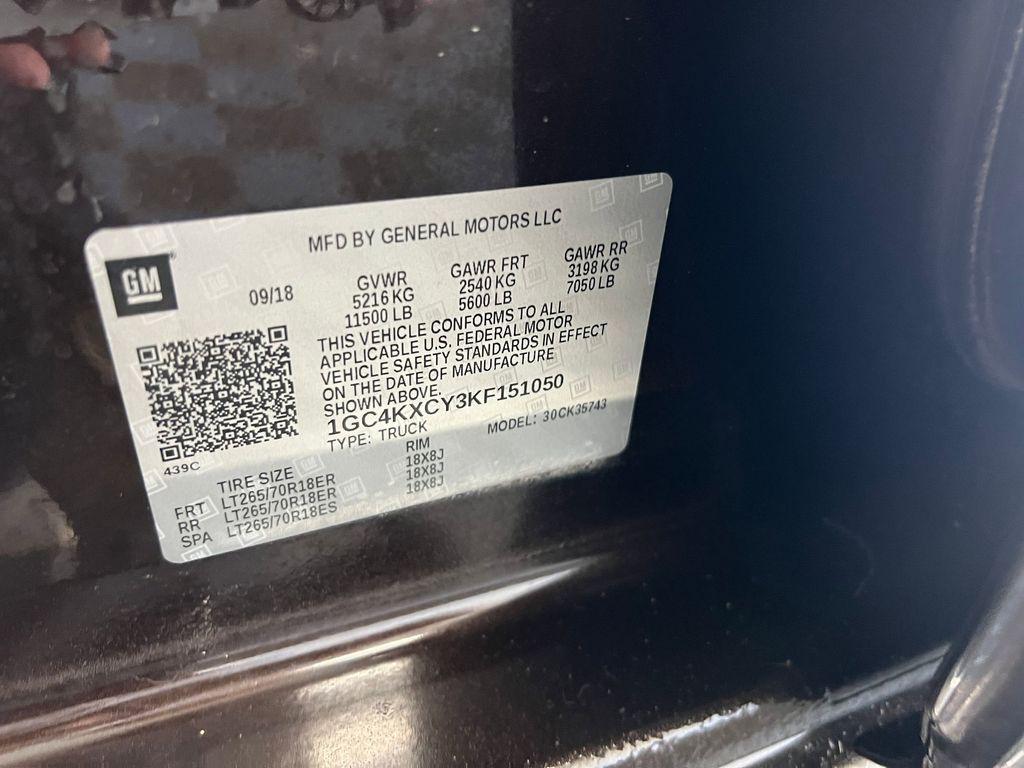 MFD BY GENERAL MOTORS LLC
GM
09/18
GVWR
5216 KG
11500 LB
GAWR FRT
2540 KG
5600 LB
GAWR RR
3198 KG
7050 LB
THIS VEHICLE CONFORMS TO ALL
APPLICABLE U.S. FEDERAL MOTOR
VEHICLE SAFETY STANDARDS IN EFFECT
ON THE DATE OF MANUFACTURE
SHOWN ABOVE.
1GC4KXCY3KF151050
TYPE: TRUCK MODEL: 30CK35743
439C
TIRE SIZE RIM
FRT LT265/70R18ER 18X8J
RR LT265/70R18ER 18X8J
SPA LT265/70R18ES 18X8J